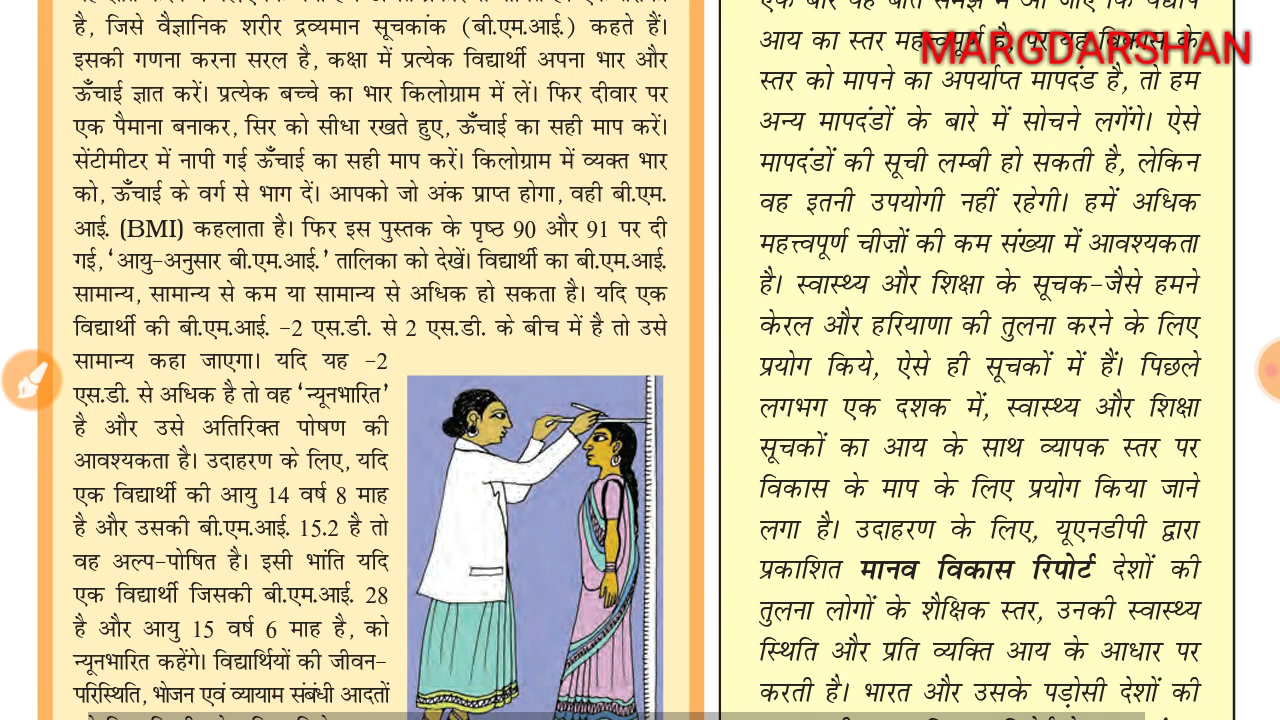 है, जिसे वैज्ञानिक शरीर द्रव्यमान सूचकांक (बी.एम.आई.) कहते हैं।
इसकी गणना करना सरल है, कक्षा में प्रत्येक विद्यार्थी अपना भार और
ऊँचाई ज्ञात करें। प्रत्येक बच्चे का भार किलोग्राम में लें। फिर दीवार पर
एक पैमाना बनाकर, सिर को सीधा रखते हुए, ऊँचाई का सही माप करें।
सेंटीमीटर में नापी गई ऊँचाई का सही माप करें। किलोग्राम में व्यक्त भार
को, ऊँचाई के वर्ग से भाग दें। आपको जो अंक प्राप्त होगा, वही बी.एम.
आई. (BMI) कहलाता है। फिर इस पुस्तक के पृष्ठ 90 और 91 पर दी
गई, ‘आयु-अनुसार बी.एम.आई.’ तालिका को देखें। विद्यार्थी का बी.एम.आई.
सामान्य, सामान्य से कम या सामान्य से अधिक हो सकता है। यदि एक
विद्यार्थी की बी.एम.आई. -2 एस.डी. से 2 एस.डी. के बीच में है तो उसे
सामान्य कहा जाएगा। यदि यह -2
एस.डी. से अधिक है तो वह ‘न्यूनभारित’
है और उसे अतिरिक्त पोषण की
आवश्यकता है। उदाहरण के लिए, यदि
एक विद्यार्थी की आयु 14 वर्ष 8 माह
है और उसकी बी.एम.आई. 15.2 है तो
वह अल्प-पोषित है। इसी भांति यदि
एक विद्यार्थी जिसकी बी.एम.आई. 28
है और आयु 15 वर्ष 6 माह है, को
न्यूनभारित कहेंगे। विद्यार्थियों की जीवन-
परिस्थिति, भोजन एवं व्यायाम संबंधी आदतों
एक बार यह बात समझ में आ जाए कि यद्यपि
MARGDARSHAN
आय का स्तर महत्त्वपूर्ण है, पर यह विकास के
स्तर को मापने का अपर्याप्त मापदंड है, तो हम
अन्य मापदंडों के बारे में सोचने लगेंगे। ऐसे
मापदंडों की सूची लम्बी हो सकती है, लेकिन
वह इतनी उपयोगी नहीं रहेगी। हमें अधिक
महत्त्वपूर्ण चीज़ों की कम संख्या में आवश्यकता
है। स्वास्थ्य और शिक्षा के सूचक-जैसे हमने
केरल और हरियाणा की तुलना करने के लिए
प्रयोग किये, ऐसे ही सूचकों में हैं। पिछले
लगभग एक दशक में, स्वास्थ्य और शिक्षा
सूचकों का आय के साथ व्यापक स्तर पर
विकास के माप के लिए प्रयोग किया जाने
लगा है। उदाहरण के लिए, यूएनडीपी द्वारा
प्रकाशित मानव विकास रिपोर्ट देशों की
तुलना लोगों के शैक्षिक स्तर, उनकी स्वास्थ्य
स्थिति और प्रति व्यक्ति आय के आधार पर
करती है। भारत और उसके पड़ोसी देशों की